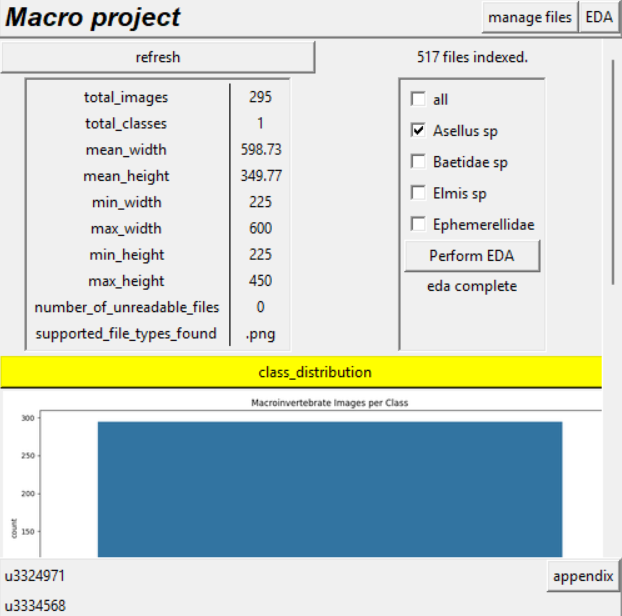 Macro project
manage files EDA
refresh
517 files indexed.
total_images 295
total_classes 1
mean_width 598.73
mean_height 349.77
min_width 225
max_width 600
min_height 225
max_height 450
number_of_unreadable_files 0
supported_file_types_found .png
all
Asellus sp
Baetidae sp
Elmis sp
Ephemerellidae
Perform EDA
eda complete
class_distribution
Macroinvertebrate Images per Class
300
250
200
150
count
u3324971
appendix
u3334568